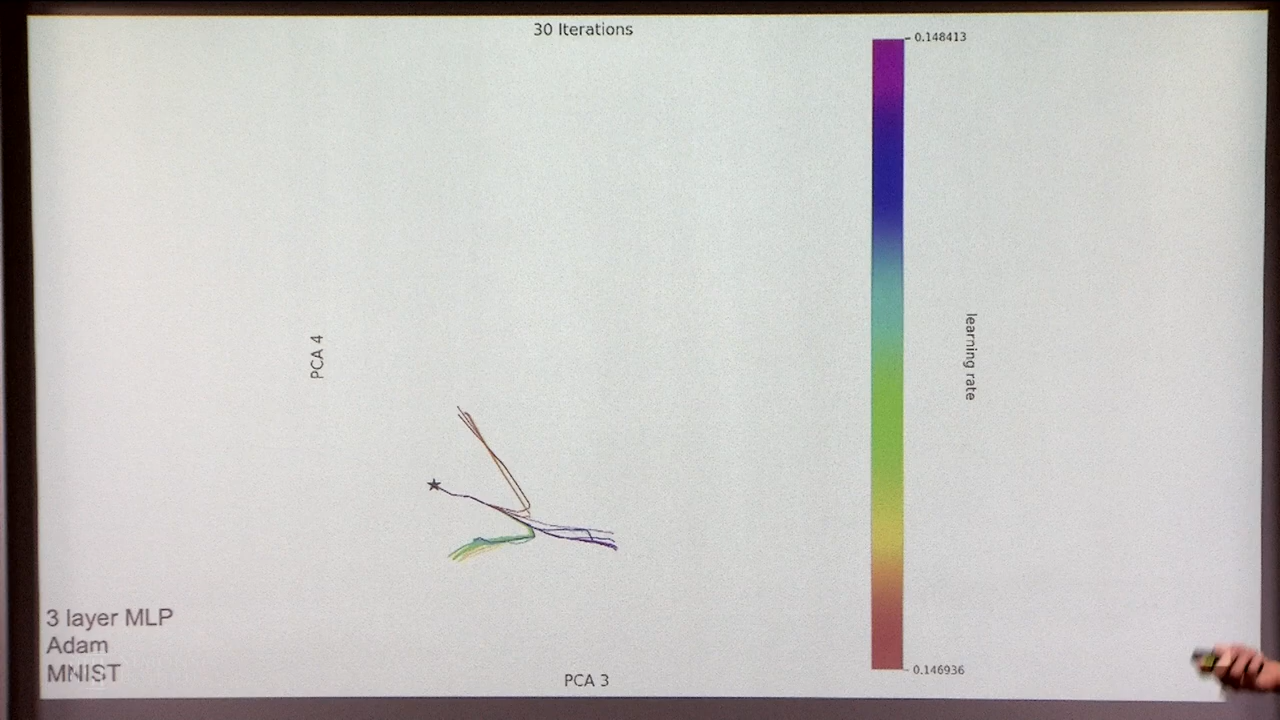 30 Iterations
0.148413
learning rate
PCA 4
3 layer MLP
Adam
MNIST
PCA 3
0.146936